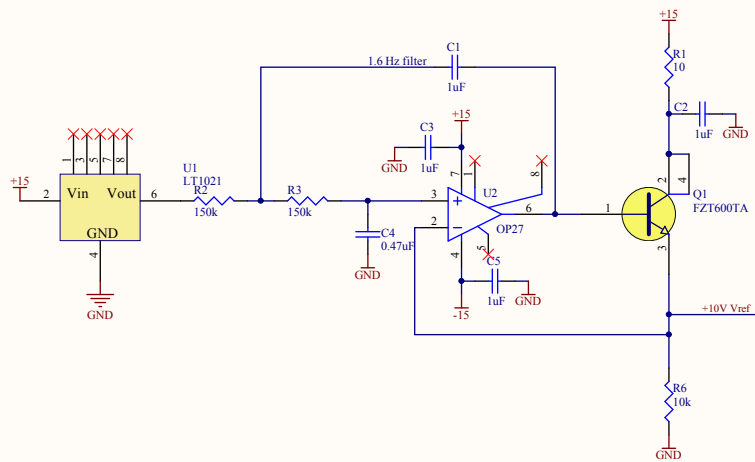 +15
R1
10
C1
1.6 Hz filter
1uF
C2
1uF
GND
+15
C3
1uF
GND
1
3
5
7
8
U1
LT1021
+15
2
Vin
Vout
6
GND
4
GND
R2
150k
R3
150k
C4
0.47uF
GND
7
1
8
U2
3
+
2
−
6
OP27
5
4
C5
1uF
GND
-15
2
4
Q1
FZT600TA
1
3
+10V Vref
R6
10k
GND